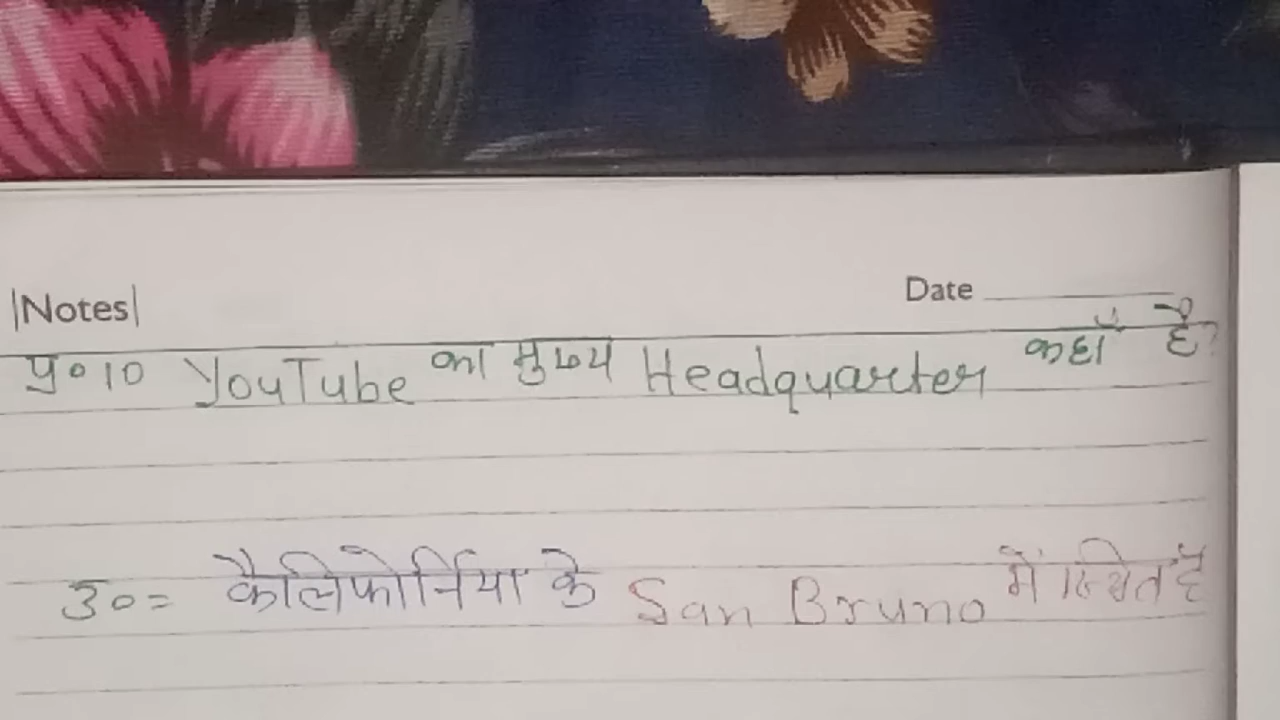 |Notes|
Date
प्र० 10 YouTube का मुख्य Headquarter कहाँ है?
उ०= कैलिफोर्निया के San Bruno में स्थित है